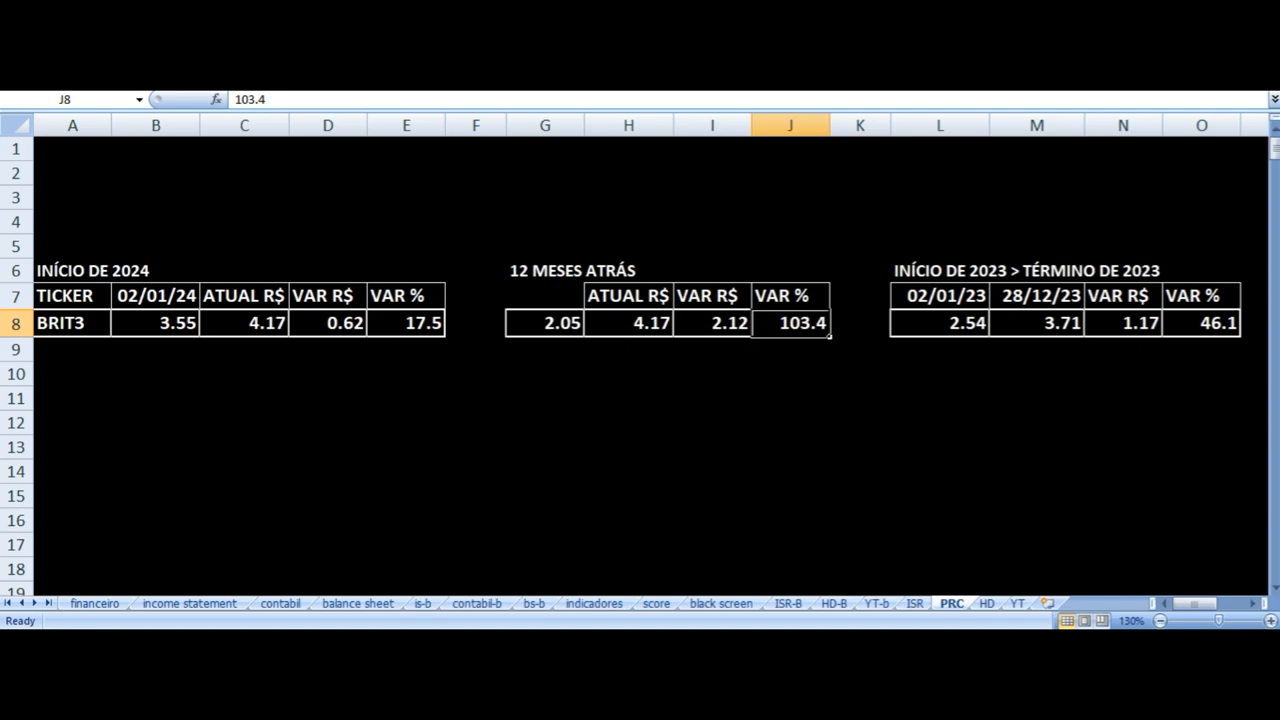 J8 fx 103.4
A B C D E F G H I J K L M N O
1
2
3
4
5
6 INÍCIO DE 2024 12 MESES ATRÁS INÍCIO DE 2023 > TÉRMINO DE 2023
7 TICKER 02/01/24 ATUAL R$ VAR R$ VAR % ATUAL R$ VAR R$ VAR % 02/01/23 28/12/23 VAR R$ VAR %
8 BRIT3 3.55 4.17 0.62 17.5 2.05 4.17 2.12 103.4 2.54 3.71 1.17 46.1
9
10
11
12
13
14
15
16
17
18
19
financeiro income statement contabil balance sheet is-b contabil-b bs-b indicadores score black screen ISR-B HD-B YT-b ISR PRC HD YT
Ready 130%